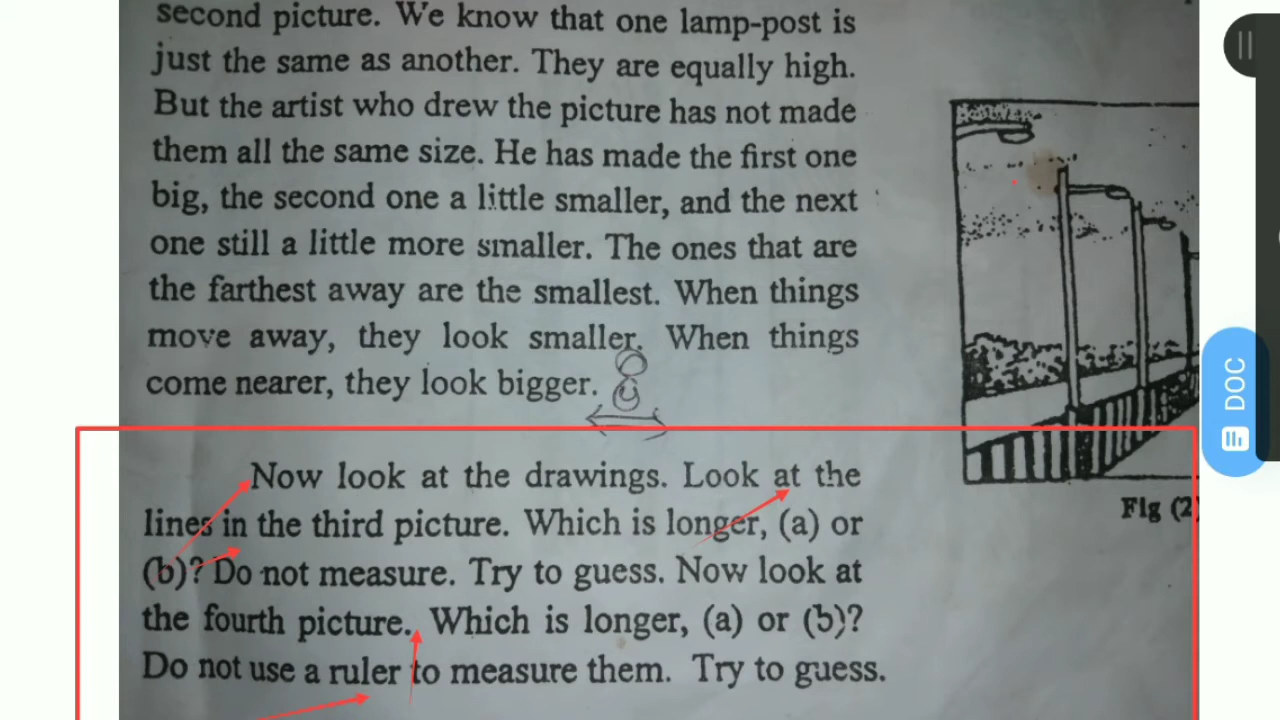 second picture. We know that one lamp-post is
just the same as another. They are equally high.
But the artist who drew the picture has not made
them all the same size. He has made the first one
big, the second one a little smaller, and the next
one still a little more smaller. The ones that are
the farthest away are the smallest. When things
move away, they look smaller. When things
come nearer, they look bigger.
Now look at the drawings. Look at the
lines in the third picture. Which is longer, (a) or
(b)? Do not measure. Try to guess. Now look at
the fourth picture. Which is longer, (a) or (b)?
Do not use a ruler to measure them. Try to guess.
Fig (2)
DOC